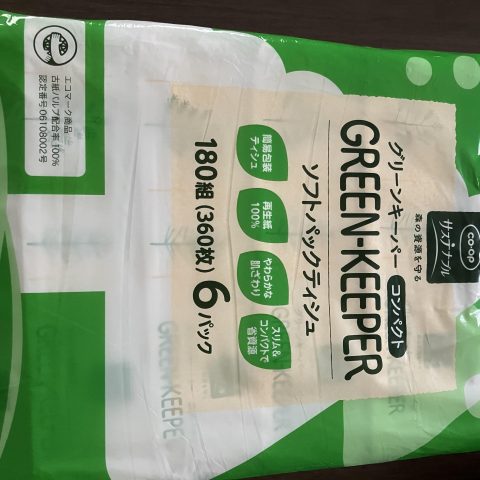 co·op
サステナブル
森の資源を守る
グリーンキーパー コンパクト
GREEN-KEEPER
ソフトパックティシュ
簡易包装
ティシュ
再生紙
100%
やわらかな
肌ざわり
スリム&
コンパクトで
省資源
180組(360枚)6パック
エコマーク商品
古紙パルプ配合率100%
認定番号06108002号
GREEN KEEPE